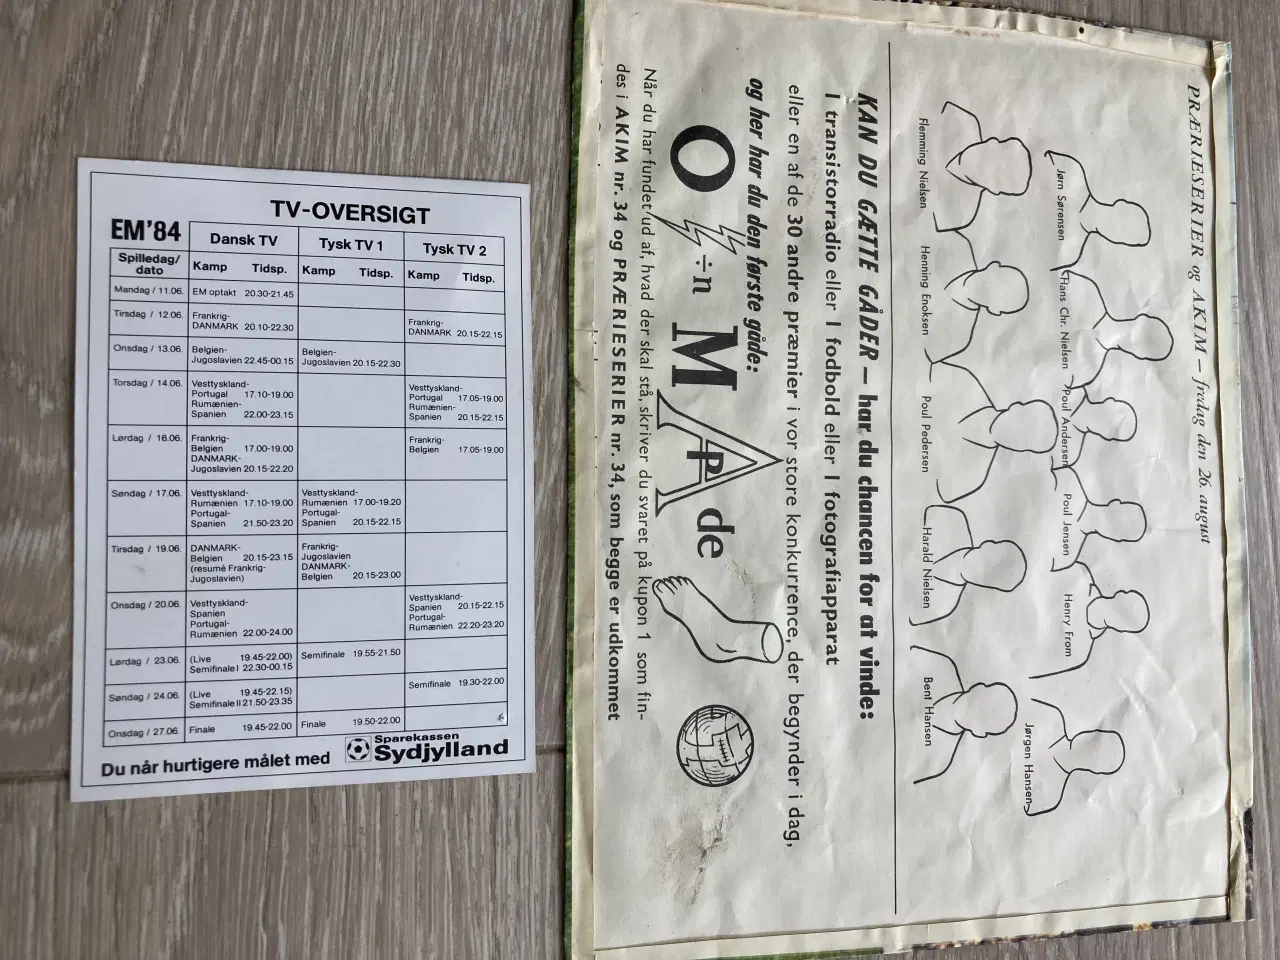 TV-OVERSIGT
EM'84
Dansk TV
Tysk TV 1
Tysk TV 2
Spilledag/
dato
Kamp Tidsp.
Kamp Tidsp.
Kamp Tidsp.
Mandag / 11.06.
EM optakt 20.30-21.45
Tirsdag / 12.06.
Frankrig-
DANMARK 20.10-22.30
Frankrig-
DANMARK 20.15-22.15
Onsdag / 13.06.
Belgien-
Jugoslavien 22.45-00.15
Belgien-
Jugoslavien 20.15-22.30
Torsdag / 14.06.
Vesttyskland-
Portugal 17.10-19.00
Rumænien-
Spanien 22.00-23.15
Vesttyskland-
Portugal 17.05-19.00
Rumænien-
Spanien 20.15-22.15
Lørdag / 16.06.
Frankrig-
Belgien 17.00-19.00
DANMARK-
Jugoslavien 20.15-22.20
Frankrig-
Belgien 17.05-19.00
Søndag / 17.06.
Vesttyskland-
Rumænien 17.10-19.00
Portugal-
Spanien 21.50-23.20
Vesttyskland-
Rumænien 17.00-19.20
Portugal-
Spanien 20.15-22.15
Tirsdag / 19.06.
DANMARK-
Belgien 20.15-23.15
(resumé Frankrig-
Jugoslavien)
Frankrig-
Jugoslavien
DANMARK-
Belgien 20.15-23.00
Onsdag / 20.06.
Vesttyskland-
Spanien
Portugal-
Rumænien 22.00-24.00
Vesttyskland-
Spanien 20.15-22.15
Portugal-
Rumænien 22.20-23.20
Lørdag / 23.06.
(Live 19.45-22.00)
Semifinale I 22.30-00.15
Semifinale 19.55-21.50
Søndag / 24.06.
(Live 19.45-22.15)
Semifinale II 21.50-23.35
Semifinale 19.30-22.00
Onsdag / 27.06.
Finale 19.45-22.00
Finale 19.50-22.00
Du når hurtigere målet med
Sparekassen
Sydjylland
PRÆRIESERIER og AKIM – fredag den 26. august
Jørn Sørensen
Hans Chr. Nielsen
Poul Andersen
Poul Jensen
Henry From
Jørgen Hansen
Flemming Nielsen
Henning Enoksen
Poul Pedersen
Harald Nielsen
Bent Hansen
KAN DU GÆTTE GÅDER – har du chancen for at vinde:
1 transistorradio eller 1 fodbold eller 1 fotografiapparat
eller en af de 30 andre præmier i vor store konkurrence, der begynder i dag,
og her har du den første gåde:
O ÷n M A P de
Når du har fundet ud af, hvad der skal stå, skriver du svaret på kupon 1 som fin-
des i AKIM nr. 34 og PRÆRIESERIER nr. 34, som begge er udkommet